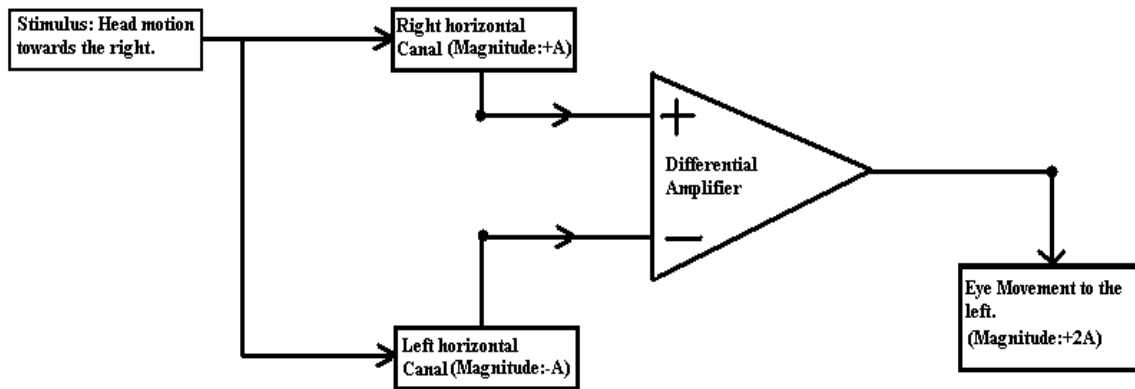 Stimulus: Head motion
towards the right.
Right horizontal
Canal (Magnitude:+A)
+
Differential
Amplifier
−
Left horizontal
Canal (Magnitude:-A)
Eye Movement to the
left.
(Magnitude:+2A)